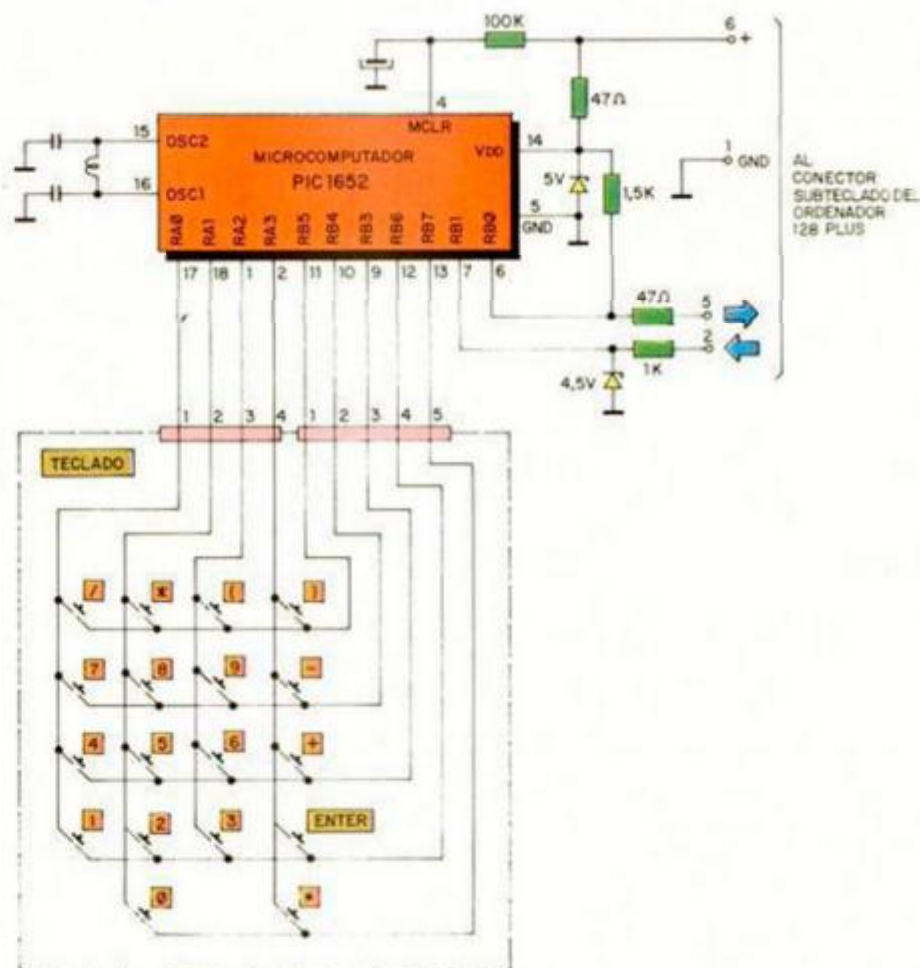 100K
6
+
47Ω
4
MCLR
15
OSC2
MICROCOMPUTADOR
PIC1652
VDD
14
16
OSC1
5V
1,5K
5
GND
1
GND
AL
CONECTOR
SUBTECLADO DEL
ORDENADOR
128 PLUS
RA0 RA1 RA2 RA3 RB5 RB4 RB3 RB6 RB7 RB1 RB0
17 18 1 2 11 10 9 12 13 7 6
47Ω
5
2
1K
4,5V
1 2 3 4 1 2 3 4 5
TECLADO
/ * ( )
7 8 9 -
4 5 6 +
1 2 3 ENTER
0